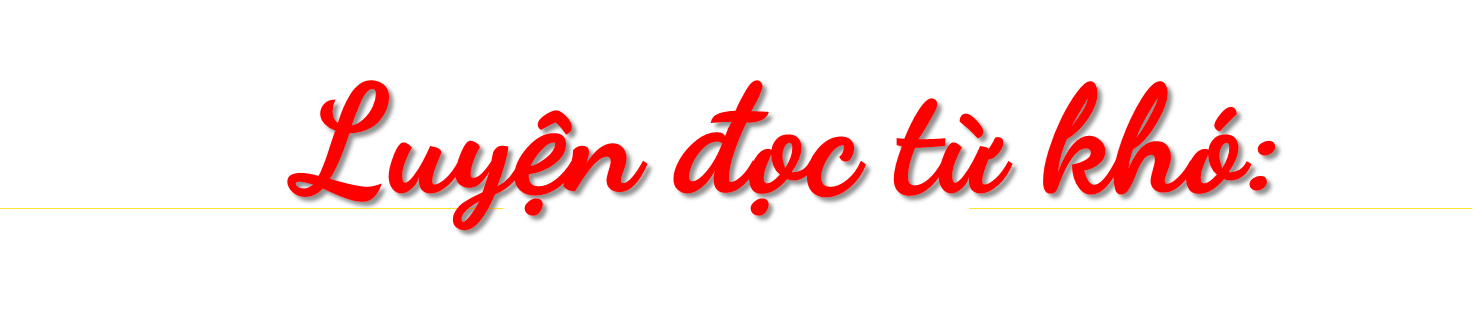 Luyện đọc từ khó: